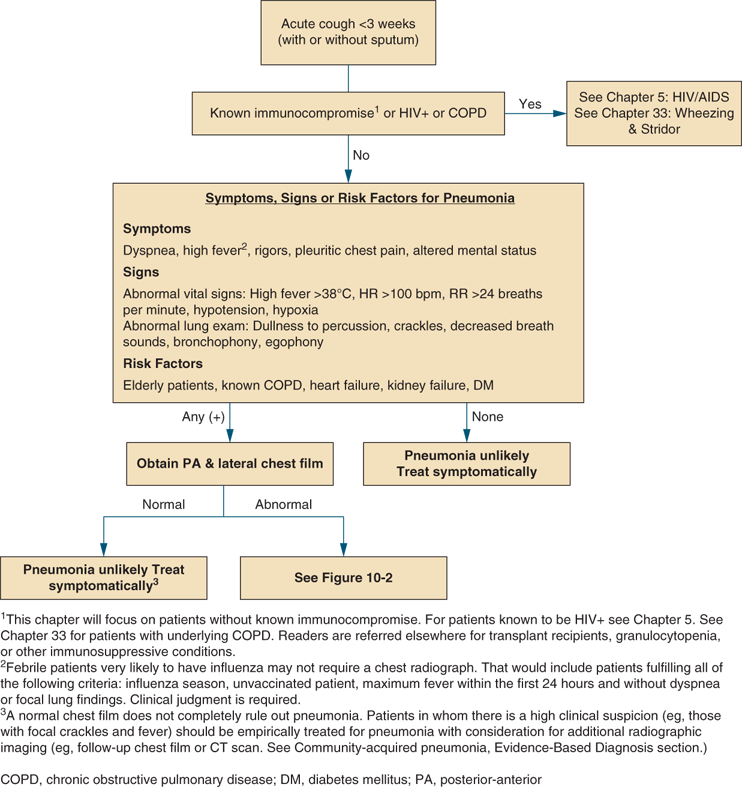 Acute cough <3 weeks
(with or without sputum)
Known immunocompromise¹ or HIV+ or COPD
Yes
See Chapter 5: HIV/AIDS
See Chapter 33: Wheezing
& Stridor
No
Symptoms, Signs or Risk Factors for Pneumonia
Symptoms
Dyspnea, high fever², rigors, pleuritic chest pain, altered mental status
Signs
Abnormal vital signs: High fever >38°C, HR >100 bpm, RR >24 breaths
per minute, hypotension, hypoxia
Abnormal lung exam: Dullness to percussion, crackles, decreased breath
sounds, bronchophony, egophony
Risk Factors
Elderly patients, known COPD, heart failure, kidney failure, DM
Any (+)
None
Obtain PA & lateral chest film
Pneumonia unlikely
Treat symptomatically
Normal
Abnormal
Pneumonia unlikely Treat
symptomatically³
See Figure 10-2
¹This chapter will focus on patients without known immunocompromise. For patients known to be HIV+ see Chapter 5. See
Chapter 33 for patients with underlying COPD. Readers are referred elsewhere for transplant recipients, granulocytopenia,
or other immunosuppressive conditions.
²Febrile patients very likely to have influenza may not require a chest radiograph. That would include patients fulfilling all of
the following criteria: influenza season, unvaccinated patient, maximum fever within the first 24 hours and without dyspnea
or focal lung findings. Clinical judgment is required.
³A normal chest film does not completely rule out pneumonia. Patients in whom there is a high clinical suspicion (eg, those
with focal crackles and fever) should be empirically treated for pneumonia with consideration for additional radiographic
imaging (eg, follow-up chest film or CT scan. See Community-acquired pneumonia, Evidence-Based Diagnosis section.)
COPD, chronic obstructive pulmonary disease; DM, diabetes mellitus; PA, posterior-anterior